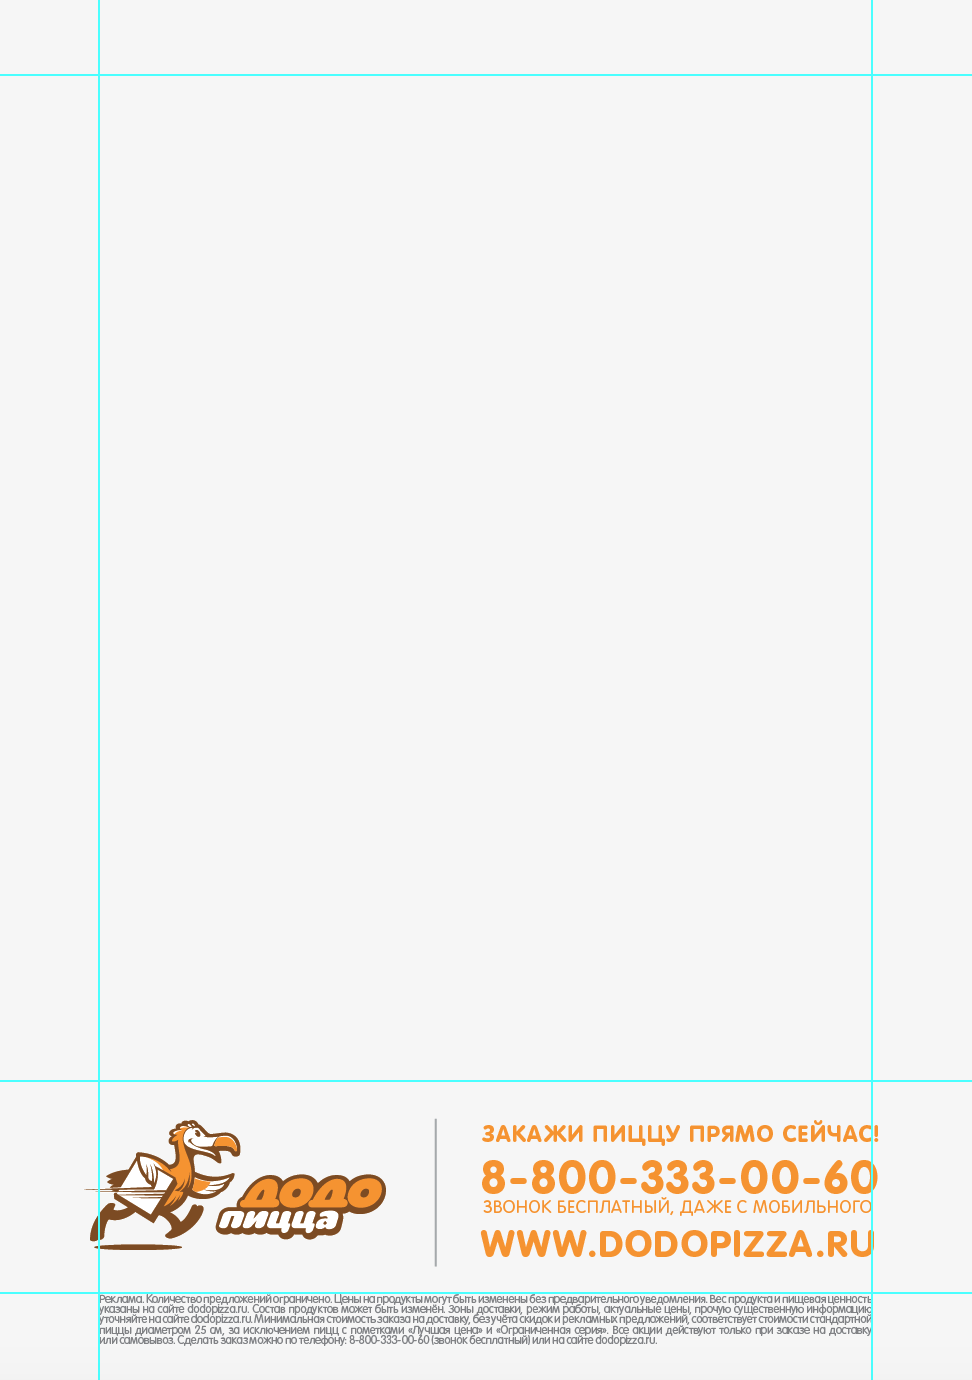 ДОДО
пицца
ЗАКАЖИ ПИЦЦУ ПРЯМО СЕЙЧАС!
8-800-333-00-60
ЗВОНОК БЕСПЛАТНЫЙ, ДАЖЕ С МОБИЛЬНОГО
WWW.DODOPIZZA.RU
Реклама. Количество предложений ограничено. Цены на продукты могут быть изменены без предварительного уведомления. Вес продукта и пищевая ценность
указаны на сайте dodopizza.ru. Состав продуктов может быть изменён. Зоны доставки, режим работы, актуальные цены, прочую существенную информацию
уточняйте на сайте dodopizza.ru. Минимальная стоимость заказа на доставку, без учёта скидок и рекламных предложений, соответствует стоимости стандартной
пиццы диаметром 25 см, за исключением пицц с пометками «Лучшая цена» и «Ограниченная серия». Все акции действуют только при заказе на доставку
или самовывоз. Сделать заказ можно по телефону: 8-800-333-00-60 (звонок бесплатный) или на сайте dodopizza.ru.